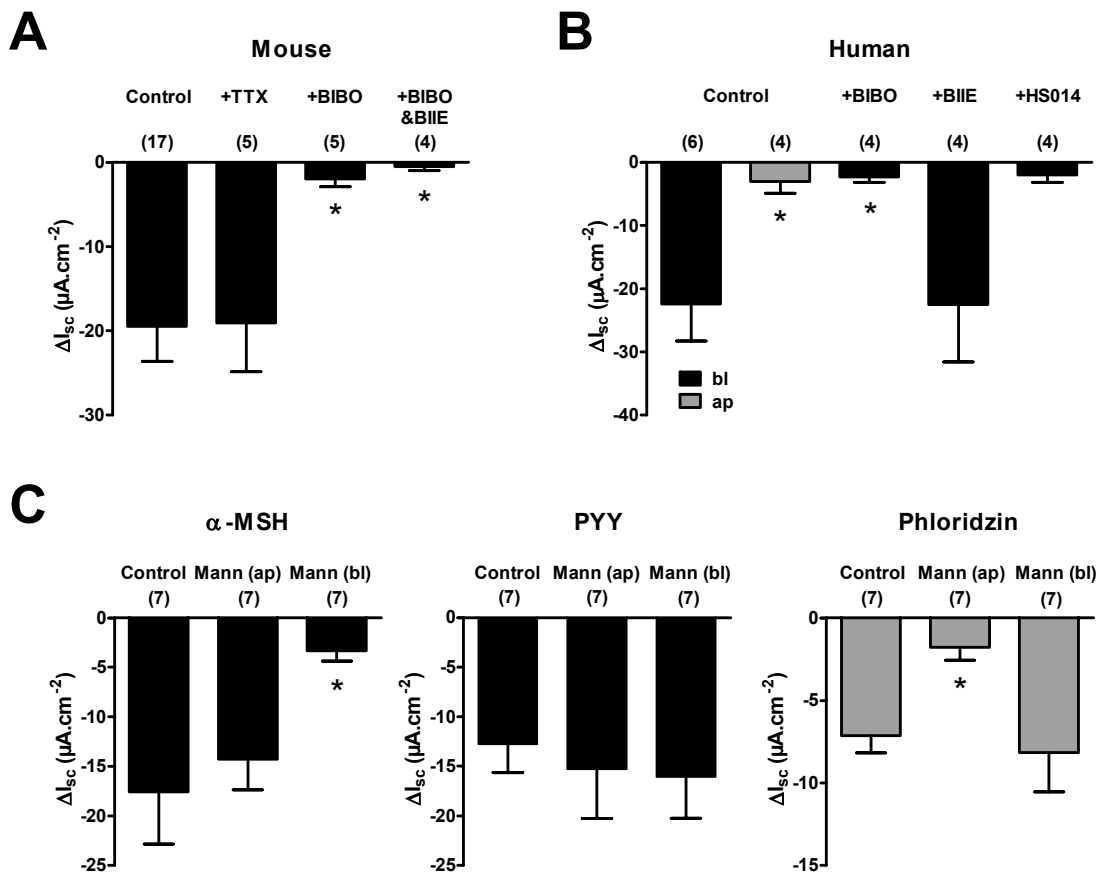 A
Mouse
Control +TTX +BIBO +BIBO &BIIE
(17) (5) (5) (4)
0
-10
-20
-30
ΔIsc (µA.cm-2)
* *
B
Human
Control +BIBO +BIIE +HS014
(6) (4) (4) (4) (4)
0
-10
-20
-30
-40
ΔIsc (µA.cm-2)
* *
bl
ap
C
α-MSH
Control Mann (ap) Mann (bl)
(7) (7) (7)
0
-5
-10
-15
-20
-25
ΔIsc (µA.cm-2)
*
PYY
Control Mann (ap) Mann (bl)
(7) (7) (7)
0
-5
-10
-15
-20
-25
ΔIsc (µA.cm-2)
Phloridzin
Control Mann (ap) Mann (bl)
(7) (7) (7)
0
-5
-10
-15
ΔIsc (µA.cm-2)
*